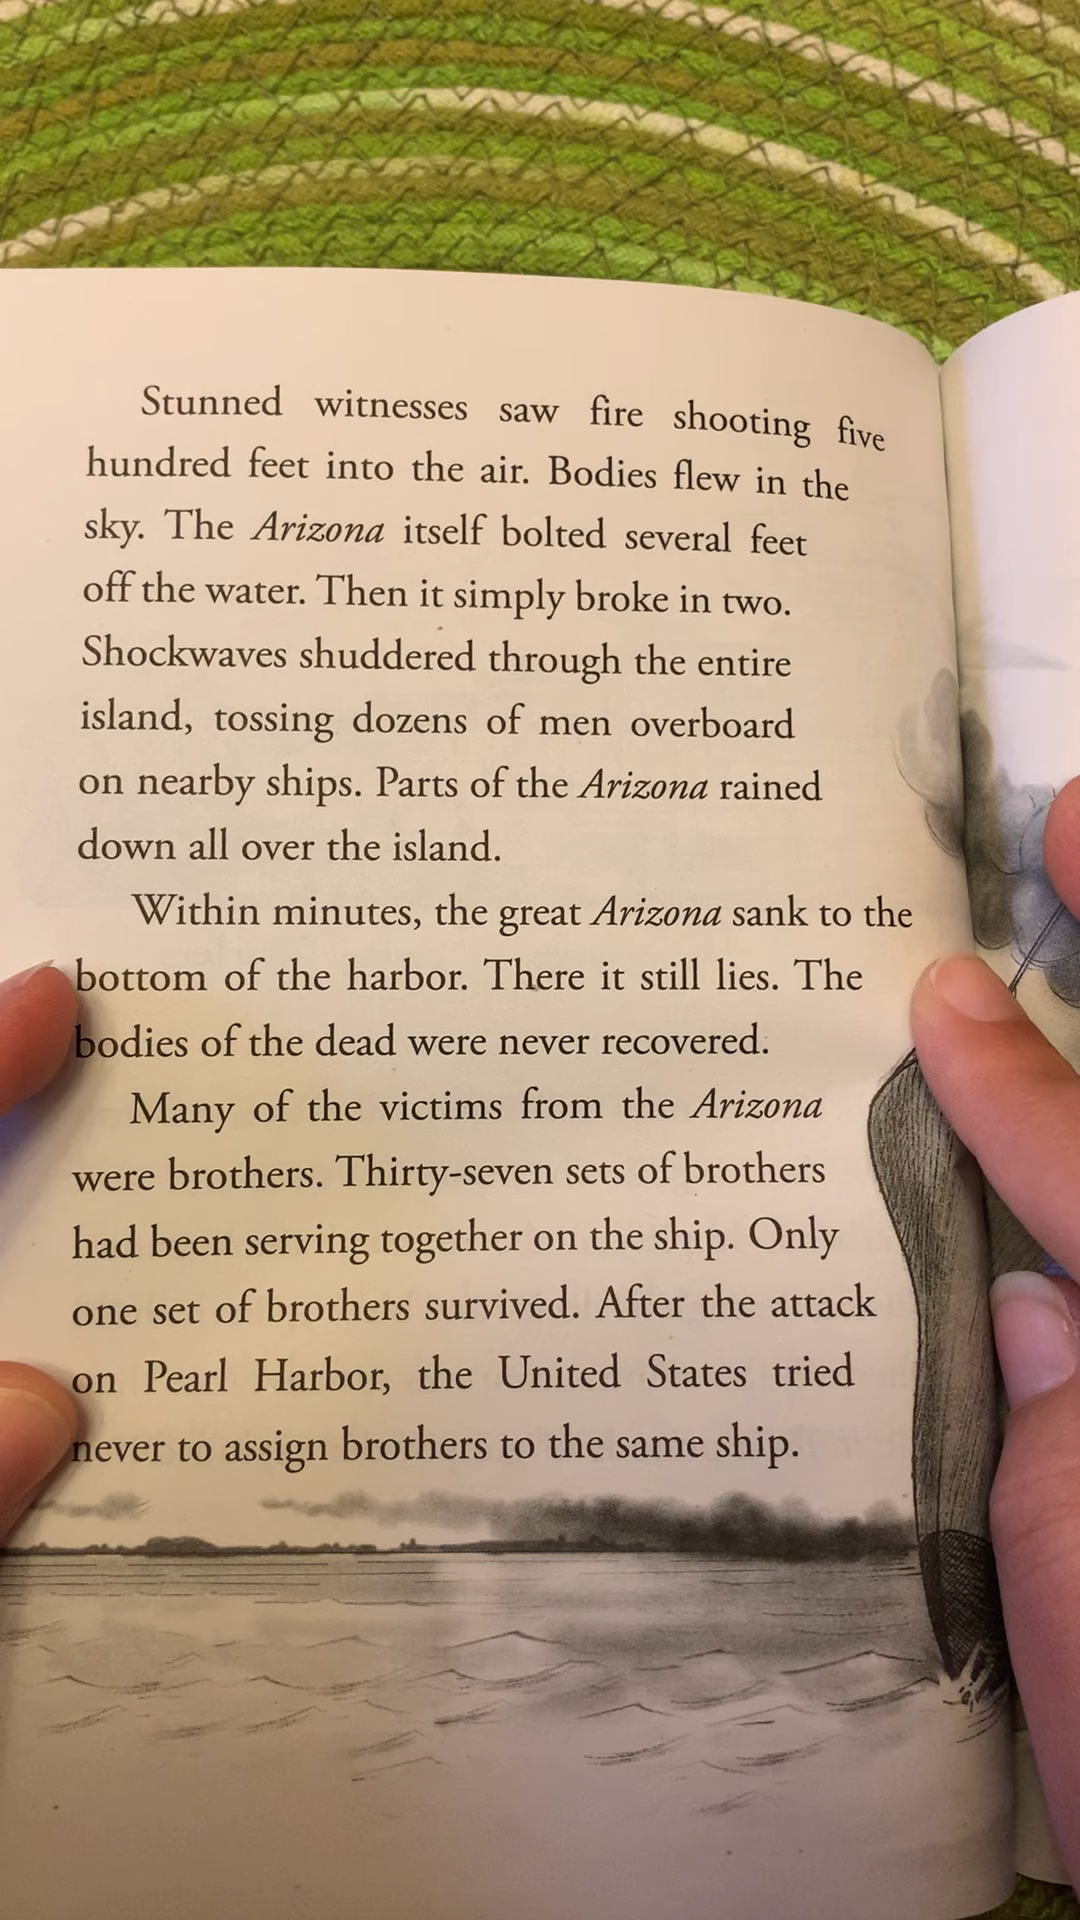 Stunned witnesses saw fire shooting five
hundred feet into the air. Bodies flew in the
sky. The Arizona itself bolted several feet
off the water. Then it simply broke in two.
Shockwaves shuddered through the entire
island, tossing dozens of men overboard
on nearby ships. Parts of the Arizona rained
down all over the island.
Within minutes, the great Arizona sank to the
bottom of the harbor. There it still lies. The
bodies of the dead were never recovered.
Many of the victims from the Arizona
were brothers. Thirty-seven sets of brothers
had been serving together on the ship. Only
one set of brothers survived. After the attack
on Pearl Harbor, the United States tried
never to assign brothers to the same ship.